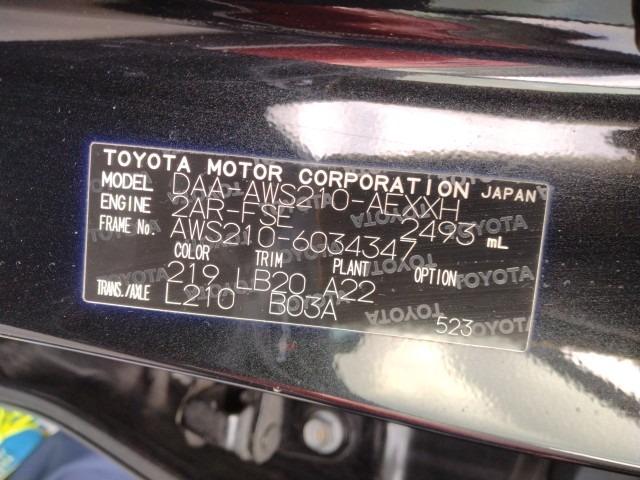 TOYOTA MOTOR CORPORATION JAPAN
MODEL DAA-AWS210-AEXXH
ENGINE 2AR-FSE 2493 mL
FRAME No. AWS210-6034347
COLOR TRIM PLANT OPTION
219 LB20 A22
TRANS./AXLE L210 B03A
523